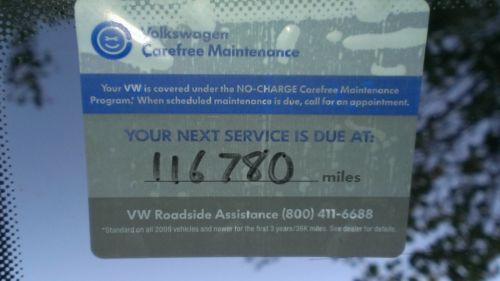 Volkswagen
Carefree Maintenance
Your VW is covered under the NO-CHARGE Carefree Maintenance
Program.* When scheduled maintenance is due, call for an appointment.
YOUR NEXT SERVICE IS DUE AT:
116780 miles
VW Roadside Assistance (800) 411-6688
*Standard on all 2009 vehicles and newer for the first 3 years/36K miles. See dealer for details.